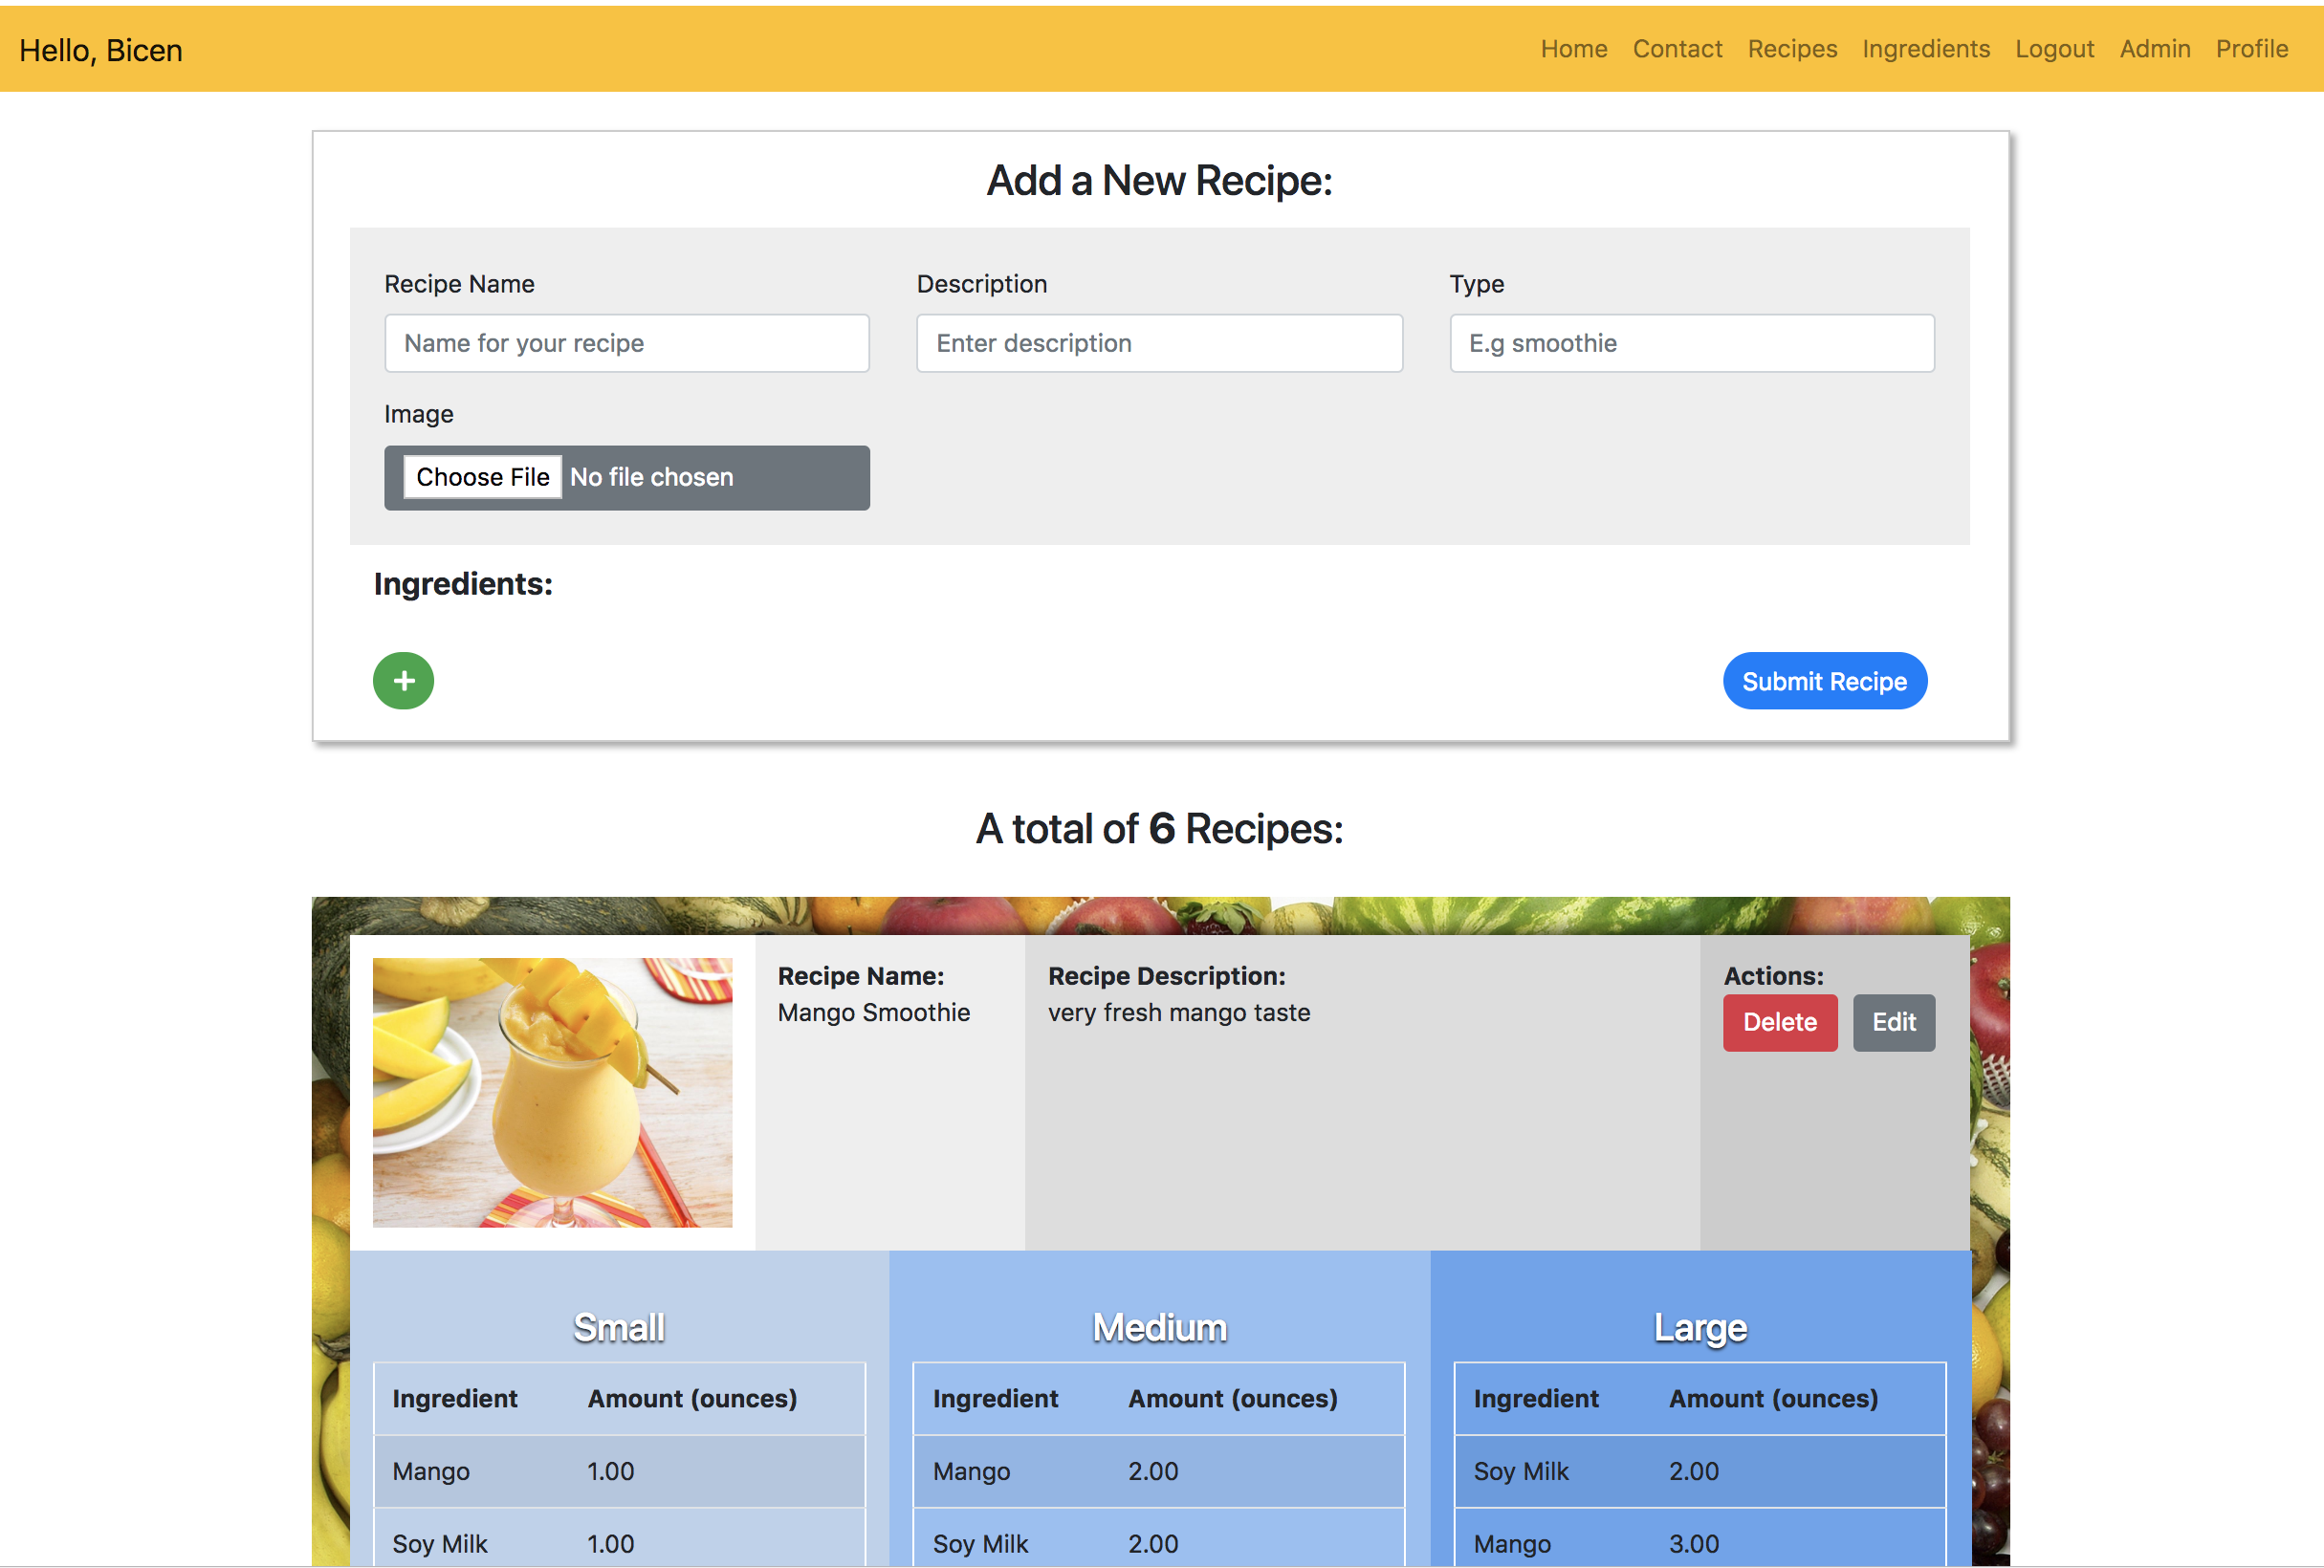 Hello, Bicen
Home Contact Recipes Ingredients Logout Admin Profile
Add a New Recipe:
Recipe Name Description Type
Name for your recipe Enter description E.g smoothie
Image
Choose File No file chosen
Ingredients:
+ Submit Recipe
A total of 6 Recipes:
Recipe Name: Recipe Description: Actions:
Mango Smoothie very fresh mango taste Delete Edit
Small Medium Large
Ingredient Amount (ounces) Ingredient Amount (ounces) Ingredient Amount (ounces)
Mango 1.00 Mango 2.00 Soy Milk 2.00
Soy Milk 1.00 Soy Milk 2.00 Mango 3.00